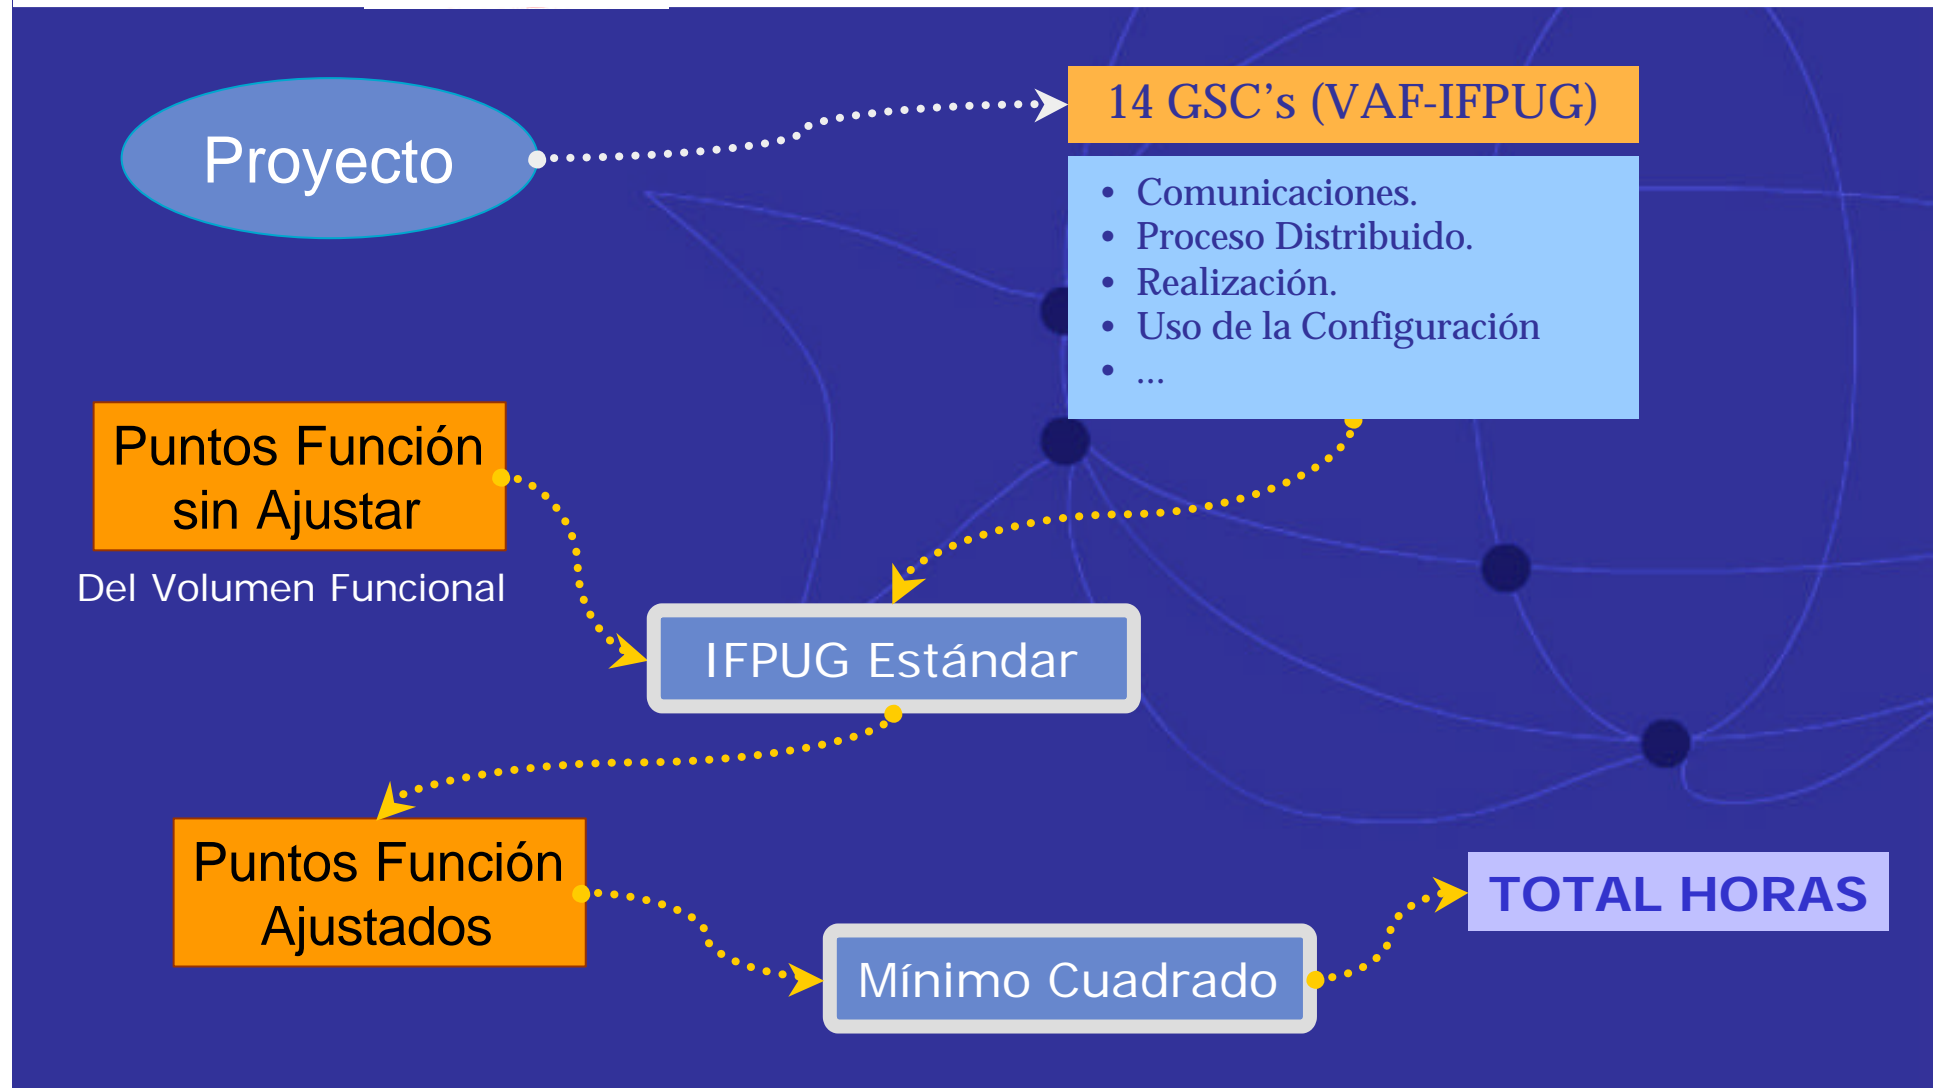 Proyecto
14 GSC's (VAF-IFPUG)
• Comunicaciones.
• Proceso Distribuido.
• Realización.
• Uso de la Configuración
• ...
Puntos Función
sin Ajustar
Del Volumen Funcional
IFPUG Estándar
Puntos Función
Ajustados
Mínimo Cuadrado
TOTAL HORAS